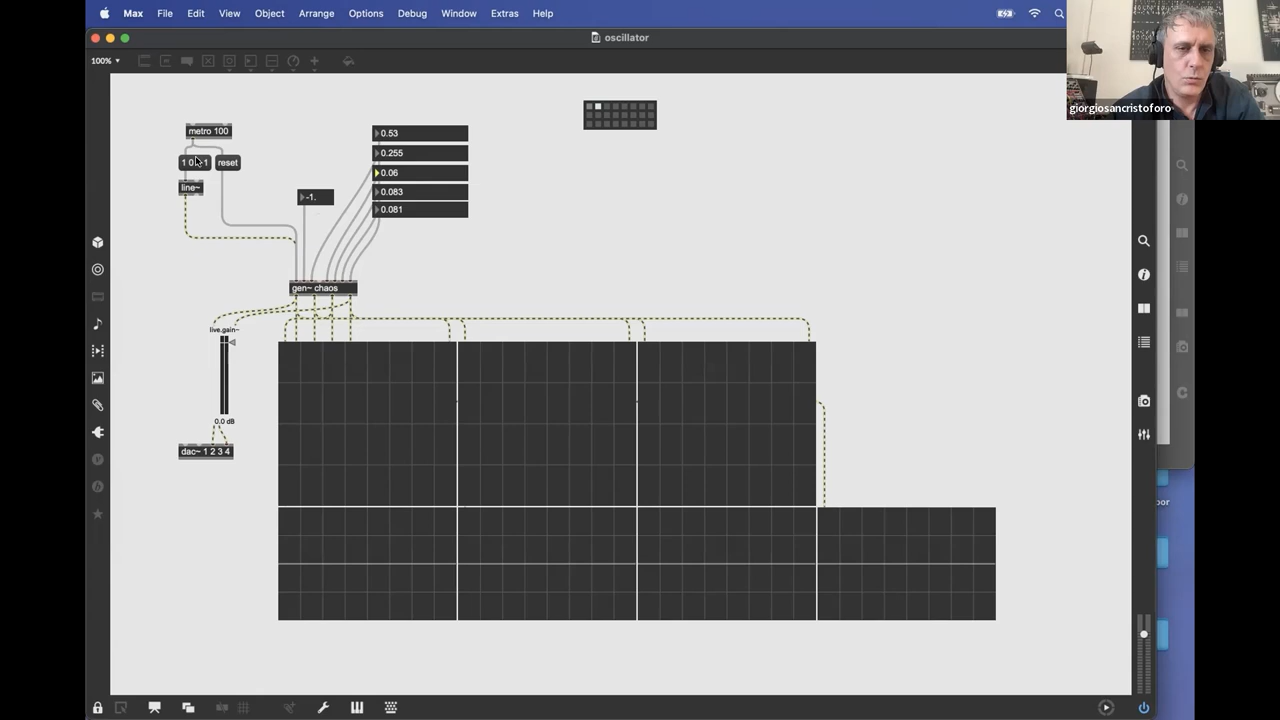 Max File Edit View Object Arrange Options Debug Window Extras Help
oscillator
100%
giorgiosancristoforo
metro 100
reset
line~
-1.
0.53
0.255
0.06
0.083
0.081
gen~ chaos
live.gain~
0.0 dB
dac~ 1 2 3 4